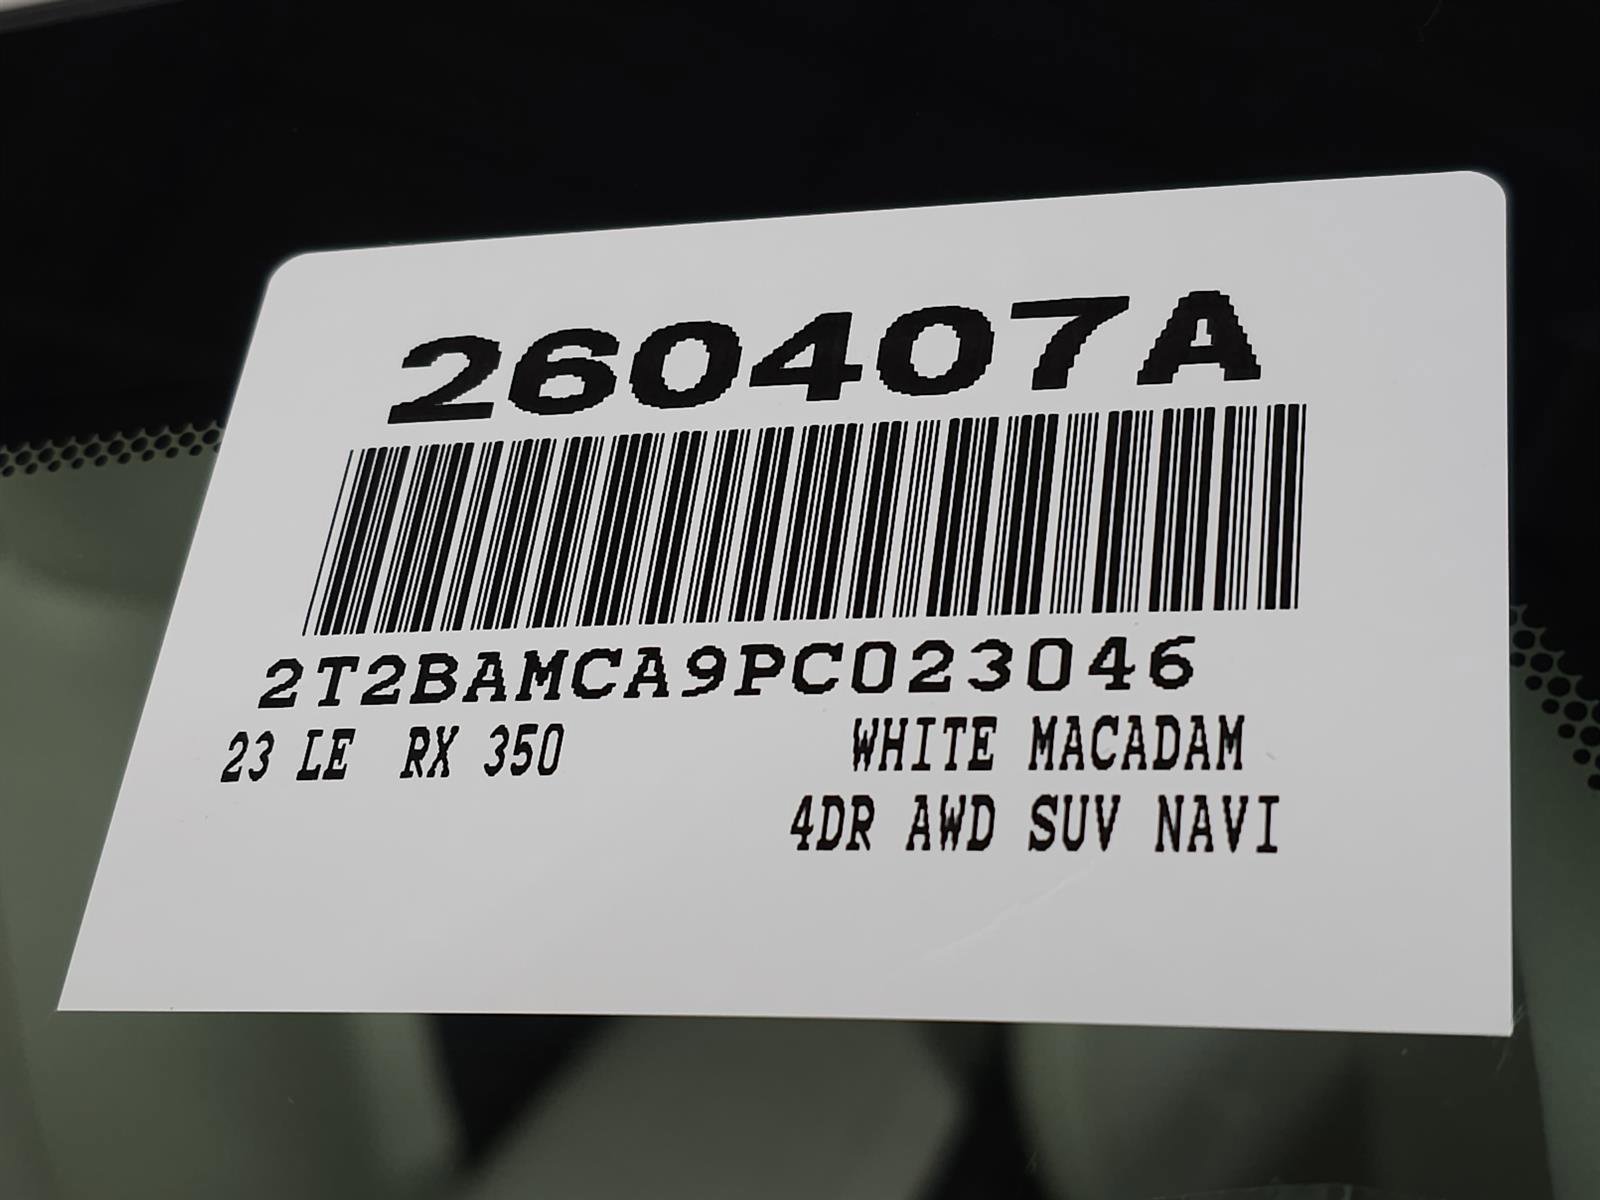 260407A
2T2BAMCA9PC023046
23 LE RX 350 WHITE MACADAM
4DR AWD SUV NAVI